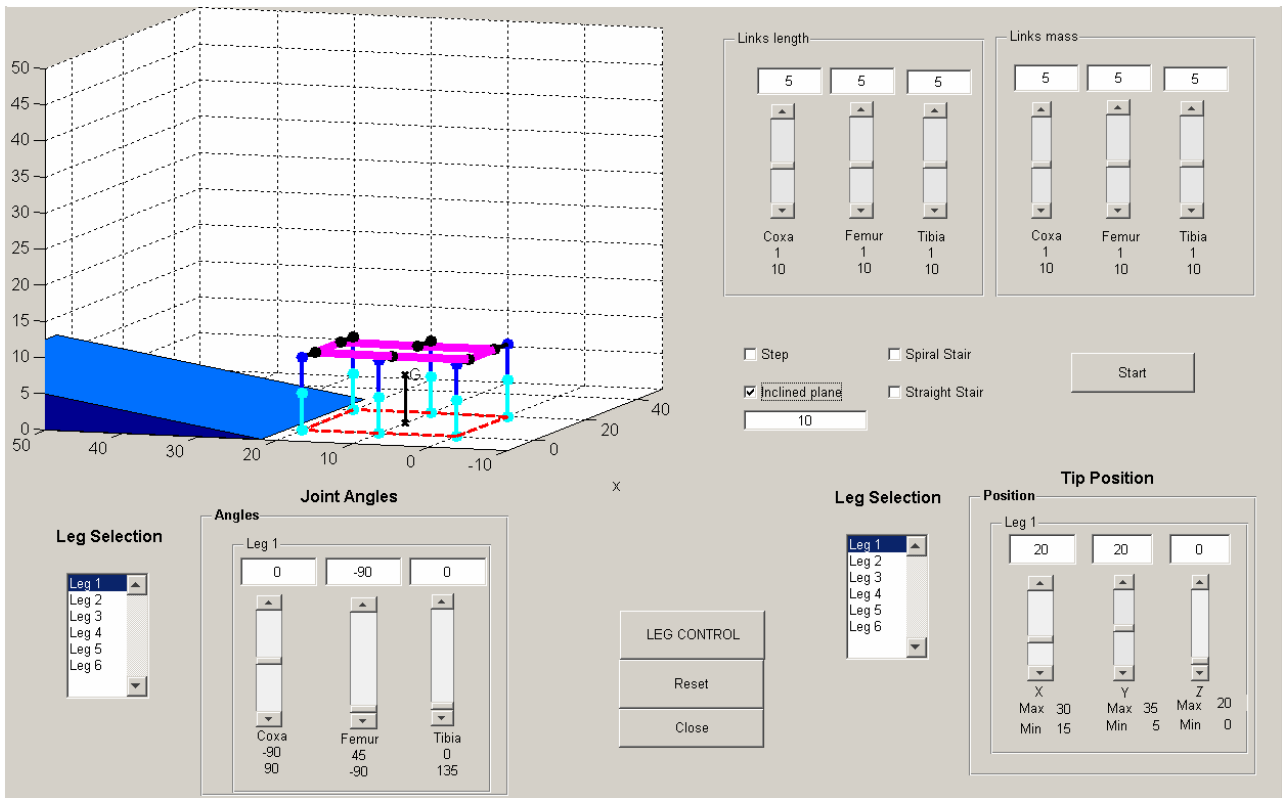 50
45
40
35
30
25
20
15
10
5
0
50
40
30
20
10
0
-10
0
20
40
x
G
Links length
5 5 5
Coxa Femur Tibia
1 1 1
10 10 10
Links mass
5 5 5
Coxa Femur Tibia
1 1 1
10 10 10
Step
Spiral Stair
Inclined plane
Straight Stair
10
Start
Joint Angles
Leg Selection
Leg 1
Leg 2
Leg 3
Leg 4
Leg 5
Leg 6
Angles
Leg 1
0 -90 0
Coxa Femur Tibia
-90 45 0
90 -90 135
LEG CONTROL
Reset
Close
Tip Position
Leg Selection
Leg 1
Leg 2
Leg 3
Leg 4
Leg 5
Leg 6
Position
Leg 1
20 20 0
X Y Z
Max 30 Max 35 Max 20
Min 15 Min 5 Min 0